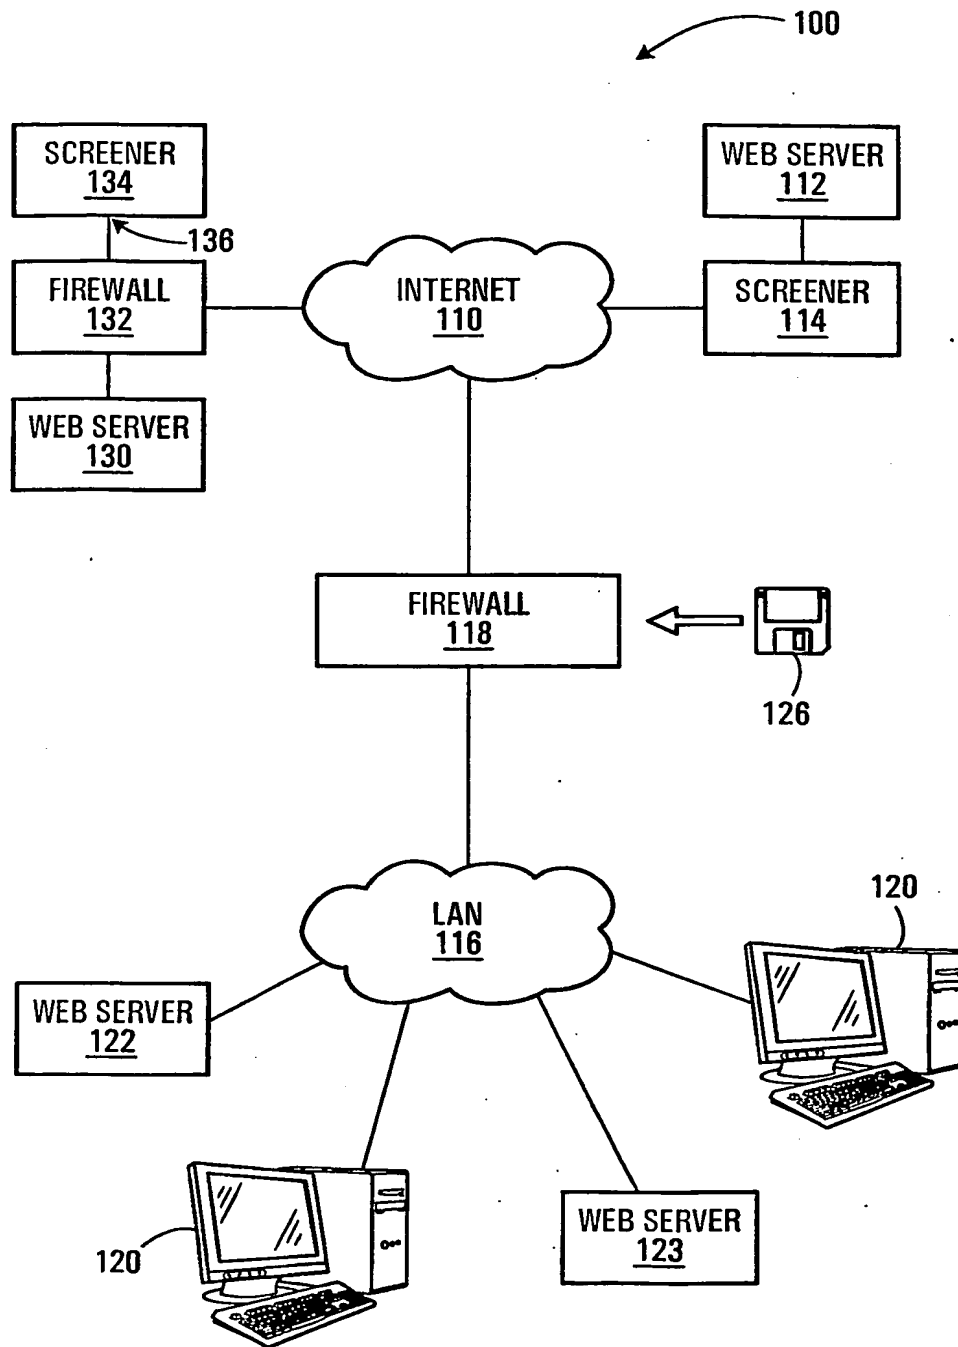 100
SCREENER
134
WEB SERVER
112
136
FIREWALL
132
INTERNET
110
SCREENER
114
WEB SERVER
130
FIREWALL
118
126
LAN
116
120
WEB SERVER
122
120
WEB SERVER
123